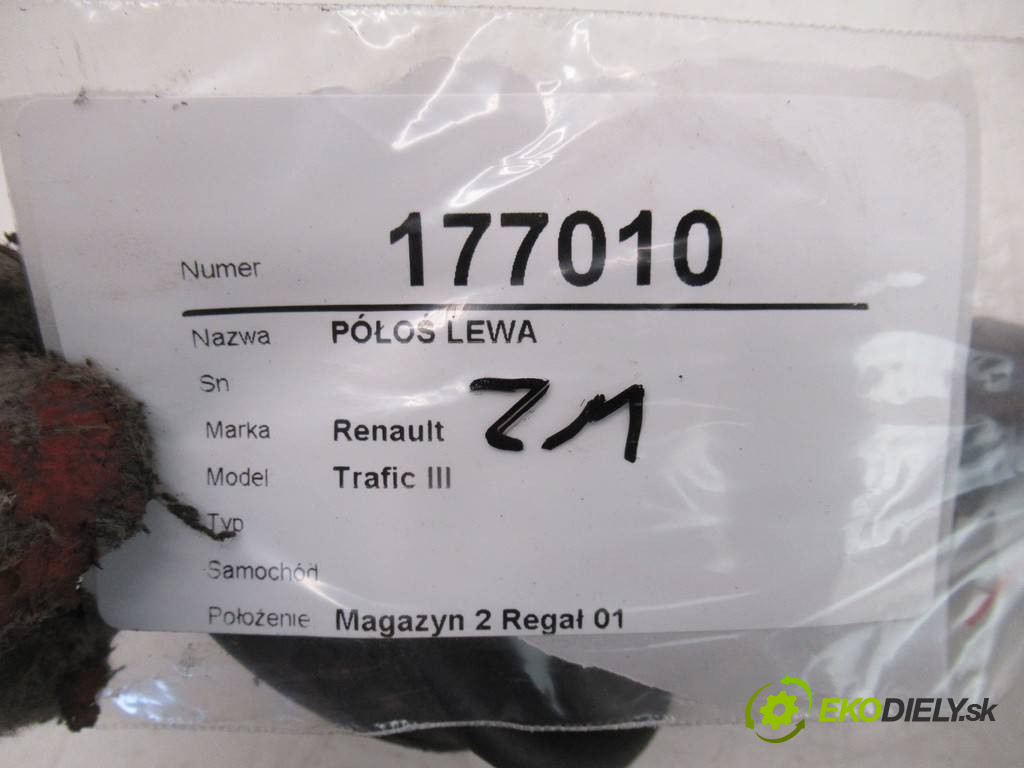 Numer 177010
Nazwa PÓŁOŚ LEWA
Sn
Marka Renault
Model Trafic III
Typ
Samochód
Położenie Magazyn 2 Regał 01
EKODIELY.sk